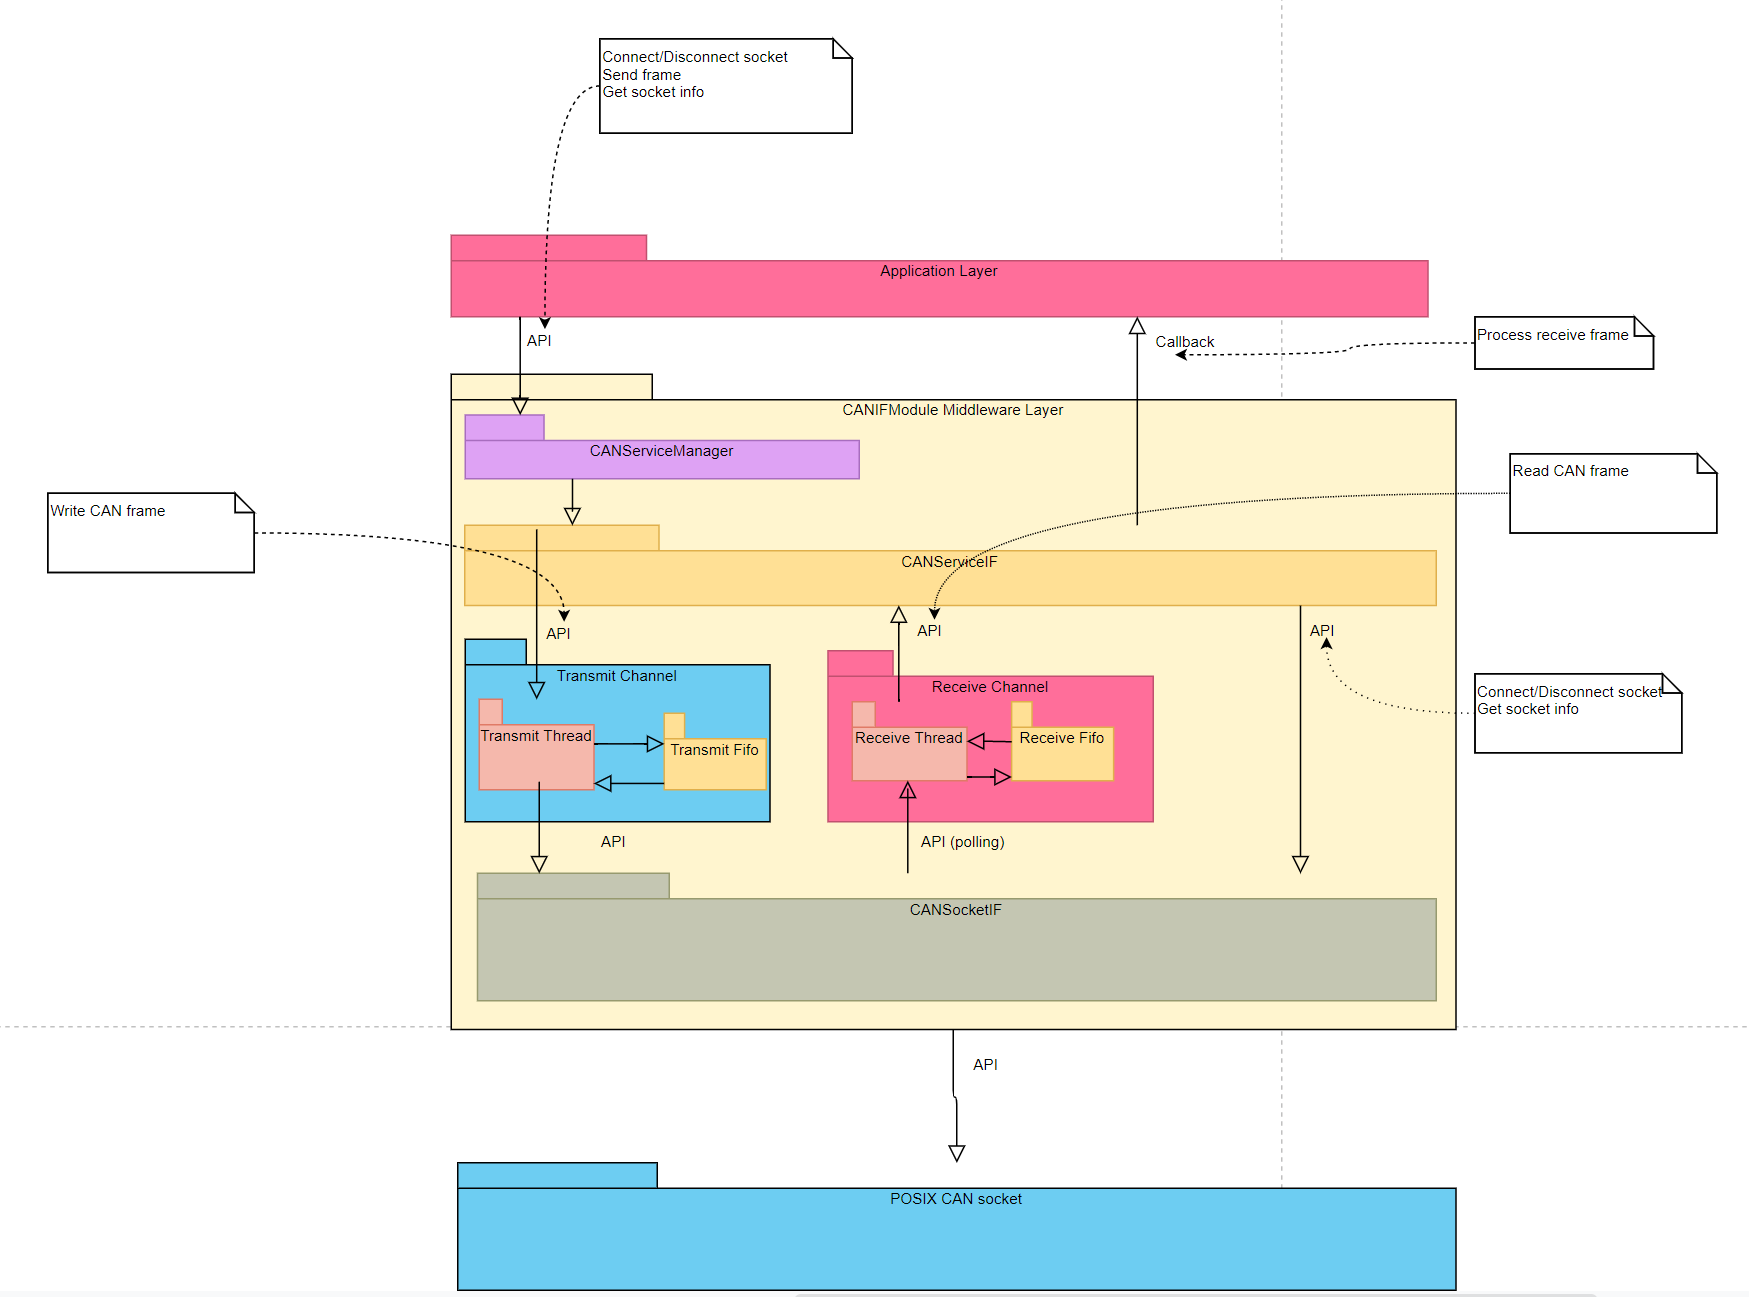 Connect/Disconnect socket
Send frame
Get socket info
Application Layer
API
Callback
Process receive frame
CANIFModule Middleware Layer
CANServiceManager
Read CAN frame
Write CAN frame
CANServiceIF
API
API
API
Transmit Channel
Receive Channel
Connect/Disconnect socket
Get socket info
Transmit Thread
Transmit Fifo
Receive Thread
Receive Fifo
API
API (polling)
CANSocketIF
API
POSIX CAN socket